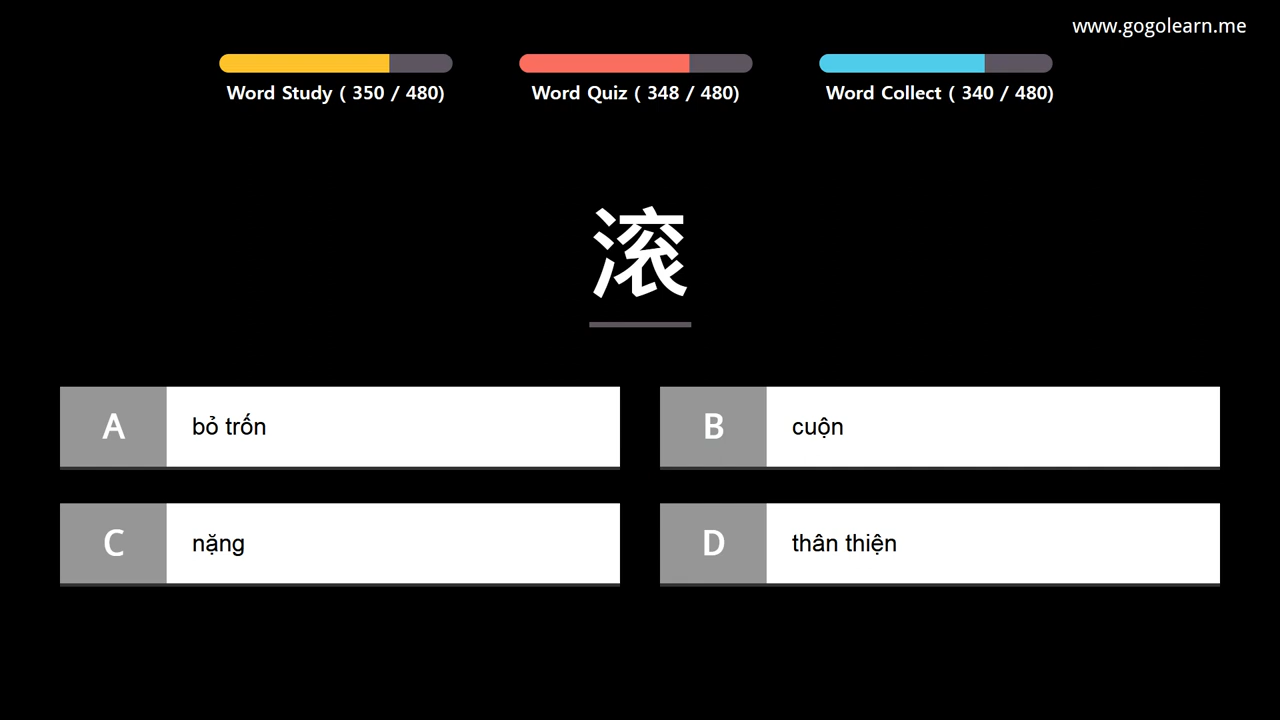 www.gogolearn.me
Word Study ( 350 / 480)
Word Quiz ( 348 / 480)
Word Collect ( 340 / 480)
滚
A bỏ trốn
B cuộn
C nặng
D thân thiện